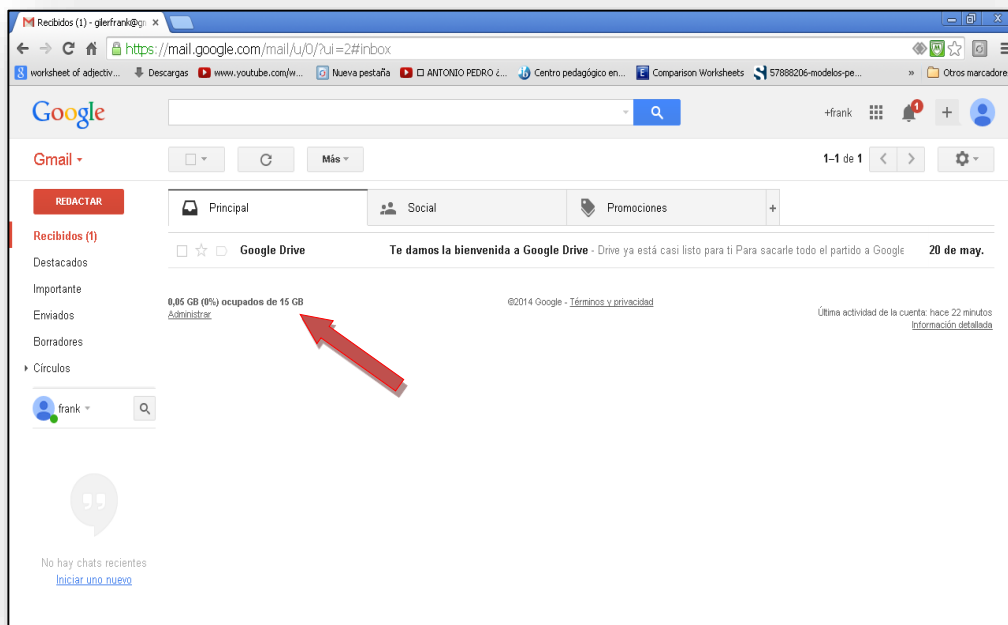 Recibidos (1) - gilerfrank@gn
https://mail.google.com/mail/u/0/?ui=2#inbox
worksheet of adjectiv... Descargas www.youtube.com/w... Nueva pestaña ANTONIO PEDRO ¿... Centro pedagógico en... Comparison Worksheets 57888206-modelos-pe... » Otros marcadore
Google
+frank
1
Gmail
Más
1–1 de 1
REDACTAR
Principal
Social
Promociones
+
Recibidos (1)
Google Drive Te damos la bienvenida a Google Drive - Drive ya está casi listo para ti Para sacarle todo el partido a Google 20 de may.
Destacados
Importante
Enviados
Borradores
Círculos
0,05 GB (0%) ocupados de 15 GB
Administrar
©2014 Google - Términos y privacidad
Última actividad de la cuenta: hace 22 minutos
Información detallada
frank
No hay chats recientes
Iniciar uno nuevo